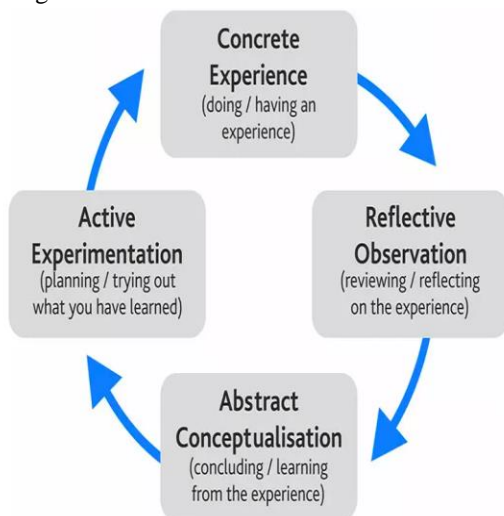 Concrete
Experience
(doing / having an
experience)
Active
Experimentation
(planning / trying out
what you have learned)
Reflective
Observation
(reviewing / reflecting
on the experience)
Abstract
Conceptualisation
(concluding / learning
from the experience)